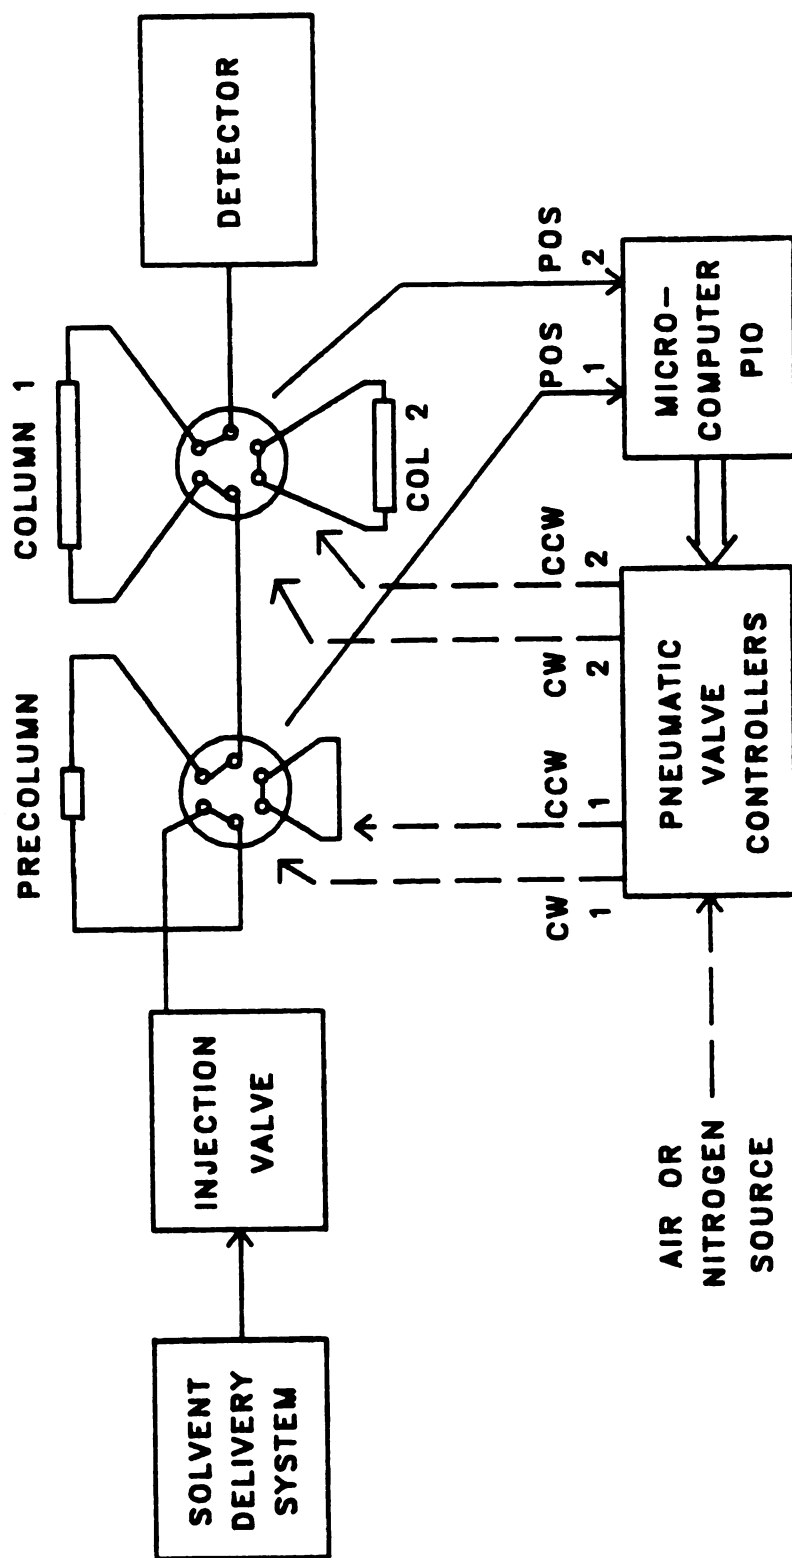 SOLVENT
DELIVERY
SYSTEM
INJECTION
VALVE
PRECOLUMN
COLUMN 1
COL 2
DETECTOR
AIR OR
NITROGEN
SOURCE
CW
1
CCW
1
CW
2
CCW
2
POS
1
POS
2
PNEUMATIC
VALVE
CONTROLLERS
MICRO-
COMPUTER
PIO